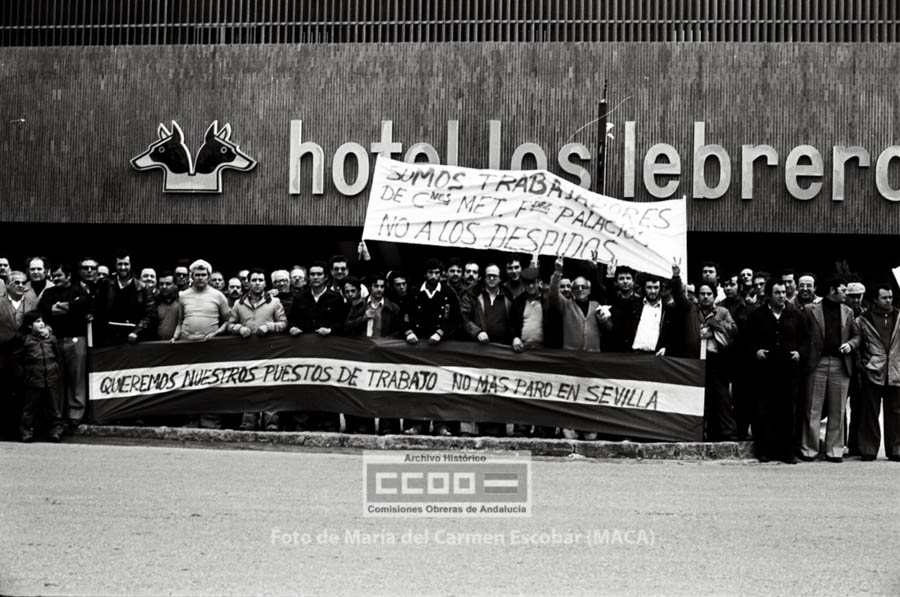 hotel los lebrero
SOMOS TRABAJADORES
DE Cnes MET. Fdez PALACIOS
NO A LOS DESPIDOS.
QUEREMOS NUESTROS PUESTOS DE TRABAJO NO MAS PARO EN SEVILLA
Archivo Histórico
CCOO
Comisiones Obreras de Andalucía
Foto de María del Carmen Escobar (MACA)